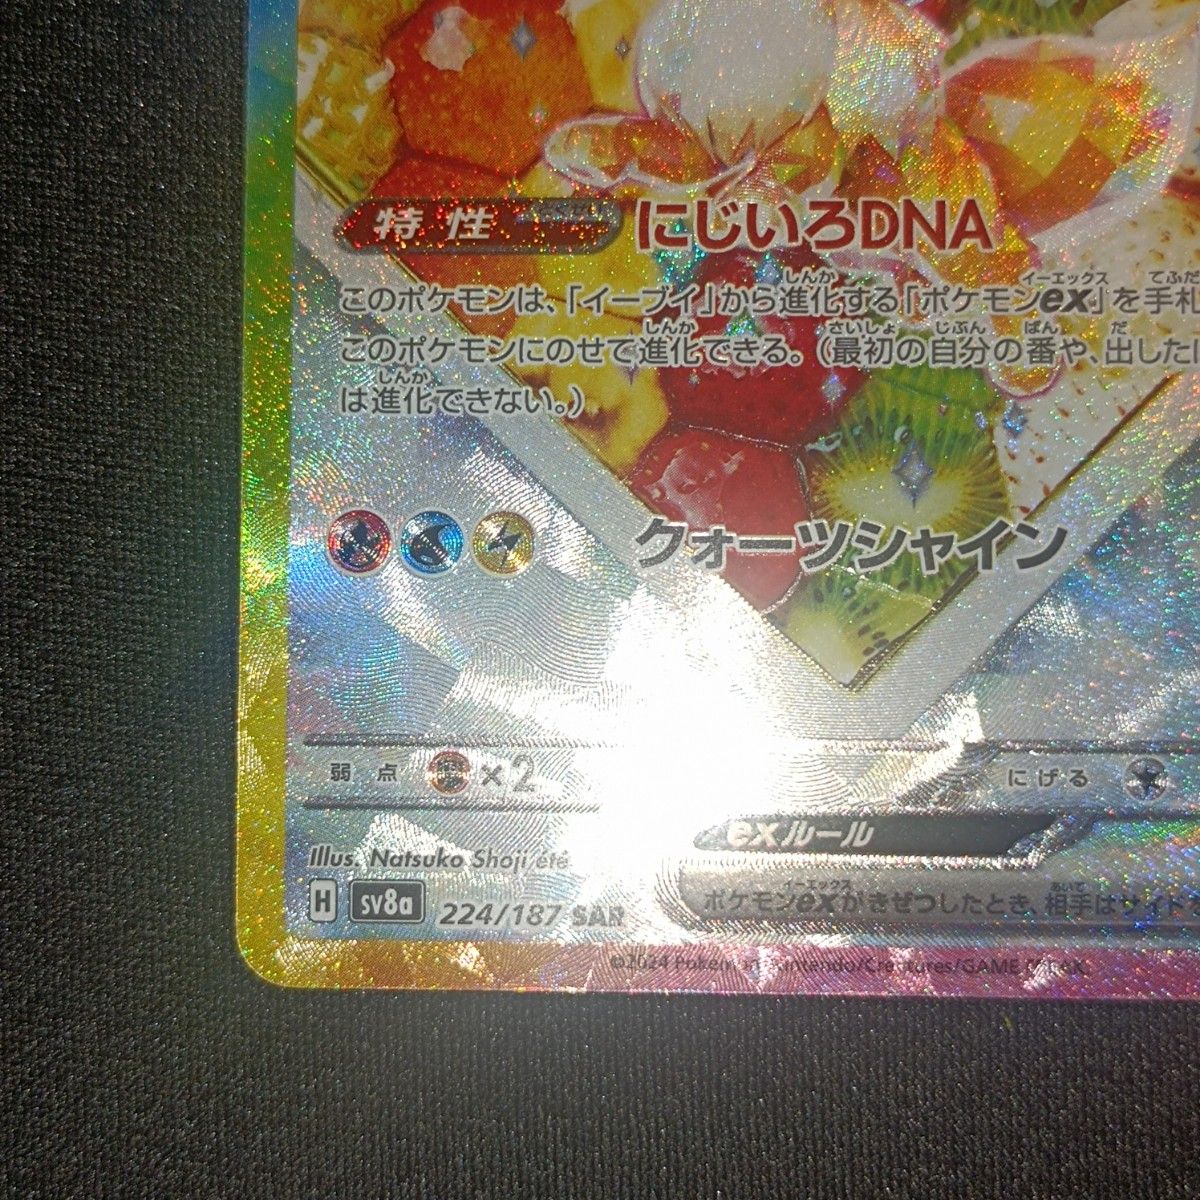 特性 にじいろDNA
このポケモンは、「イーブイ」から進化する「ポケモンex」を手札
このポケモンにのせて進化できる。（最初の自分の番や、出したば
は進化できない。）
クォーツシャイン
弱点 ×2 にげる
exルール
Illus. Natsuko Shoji été
ポケモンexがきぜつしたとき、相手はサイド
H sv8a 224/187 SAR
©2024 Pokémon/Nintendo/Creatures/GAME FREAK.